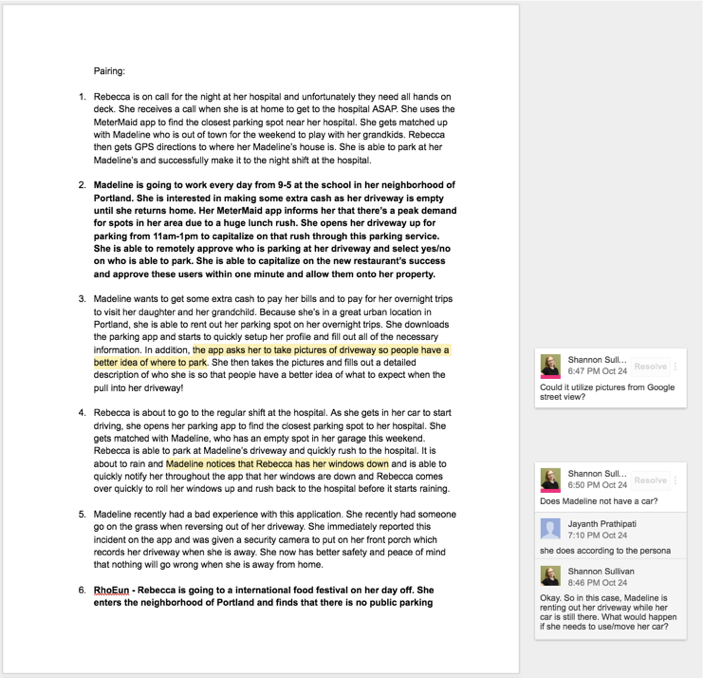 Pairing:
1. Rebecca is on call for the night at her hospital and unfortunately they need all hands on
deck. She receives a call when she is at home to get to the hospital ASAP. She uses the
MeterMaid app to find the closest parking spot near her hospital. She gets matched up
with Madeline who is out of town for the weekend to play with her grandkids. Rebecca
then gets GPS directions to where her Madeline's house is. She is able to park at her
Madeline's and successfully make it to the night shift at the hospital.
2. Madeline is going to work every day from 9-5 at the school in her neighborhood of
Portland. She is interested in making some extra cash as her driveway is empty
until she returns home. Her MeterMaid app informs her that there's a peak demand
for spots in her area due to a huge lunch rush. She opens her driveway up for
parking from 11am-1pm to capitalize on that rush through this parking service.
She is able to remotely approve who is parking at her driveway and select yes/no
on who is able to park. She is able to capitalize on the new restaurant's success
and approve these users within one minute and allow them onto her property.
3. Madeline wants to get some extra cash to pay her bills and to pay for her overnight trips
to visit her daughter and her grandchild. Because she's in a great urban location in
Portland, she is able to rent out her parking spot on her overnight trips. She downloads
the parking app and starts to quickly setup her profile and fill out all of the necessary
information. In addition, the app asks her to take pictures of driveway so people have a
better idea of where to park. She then takes the pictures and fills out a detailed
description of who she is so that people have a better idea of what to expect when the
pull into her driveway!
4. Rebecca is about to go to the regular shift at the hospital. As she gets in her car to start
driving, she opens her parking app to find the closest parking spot to her hospital. She
gets matched with Madeline, who has an empty spot in her garage this weekend.
Rebecca is able to park at Madeline's driveway and quickly rush to the hospital. It is
about to rain and Madeline notices that Rebecca has her windows down and is able to
quickly notify her throughout the app that her windows are down and Rebecca comes
over quickly to roll her windows up and rush back to the hospital before it starts raining.
5. Madeline recently had a bad experience with this application. She recently had someone
go on the grass when reversing out of her driveway. She immediately reported this
incident on the app and was given a security camera to put on her front porch which
records her driveway when she is away. She now has better safety and peace of mind
that nothing will go wrong when she is away from home.
6. RhoEun - Rebecca is going to a international food festival on her day off. She
enters the neighborhood of Portland and finds that there is no public parking
Shannon Sull...
6:47 PM Oct 24
Resolve
Could it utilize pictures from Google
street view?
Shannon Sull...
6:50 PM Oct 24
Resolve
Does Madeline not have a car?
Jayanth Prathipati
7:10 PM Oct 24
she does according to the persona
Shannon Sullivan
8:46 PM Oct 24
Okay. So in this case, Madeline is
renting out her driveway while her
car is still there. What would happen
if she needs to use/move her car?